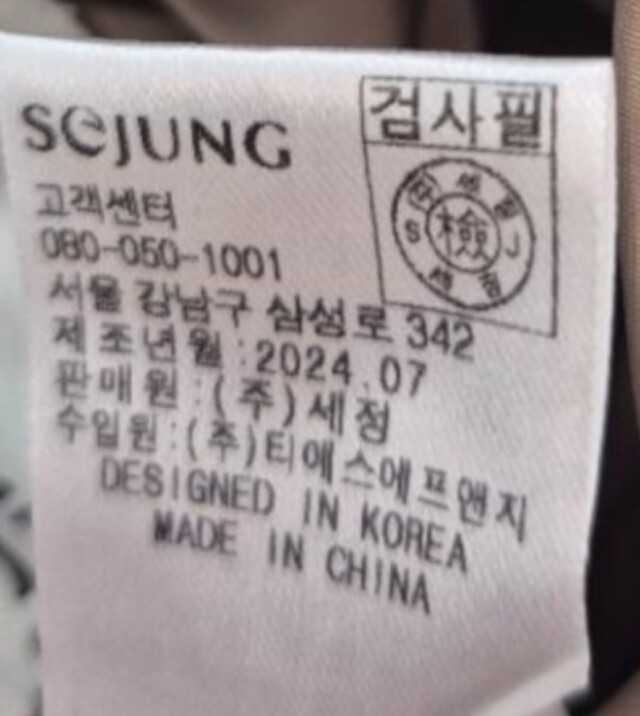 SEJUNG
검사필
檢
S
J
고객센터
080-050-1001
서울 강남구 삼성로 342
제조년월:2024.07
판매원:(주)세정
수입원:(주)티에스에프앤지
DESIGNED IN KOREA
MADE IN CHINA